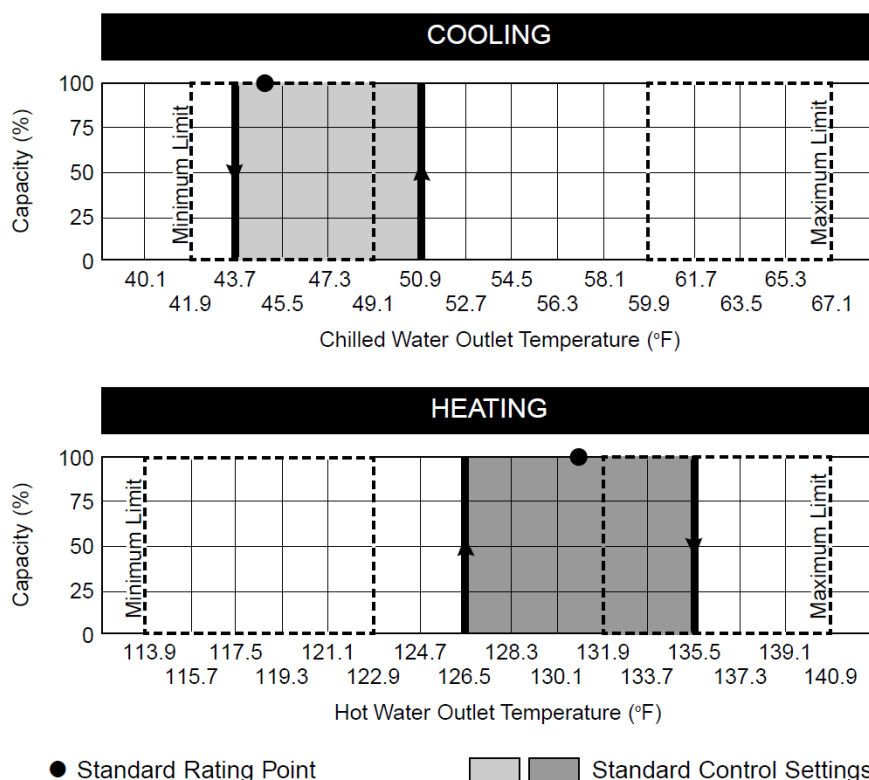 COOLING
Capacity (%)
100
75
50
25
0
Minimum Limit
Maximum Limit
40.1 43.7 47.3 50.9 54.5 58.1 61.7 65.3
41.9 45.5 49.1 52.7 56.3 59.9 63.5 67.1
Chilled Water Outlet Temperature (°F)
HEATING
Capacity (%)
100
75
50
25
0
Minimum Limit
Maximum Limit
113.9 117.5 121.1 124.7 128.3 131.9 135.5 139.1
115.7 119.3 122.9 126.5 130.1 133.7 137.3 140.9
Hot Water Outlet Temperature (°F)
Standard Rating Point
Standard Control Settings